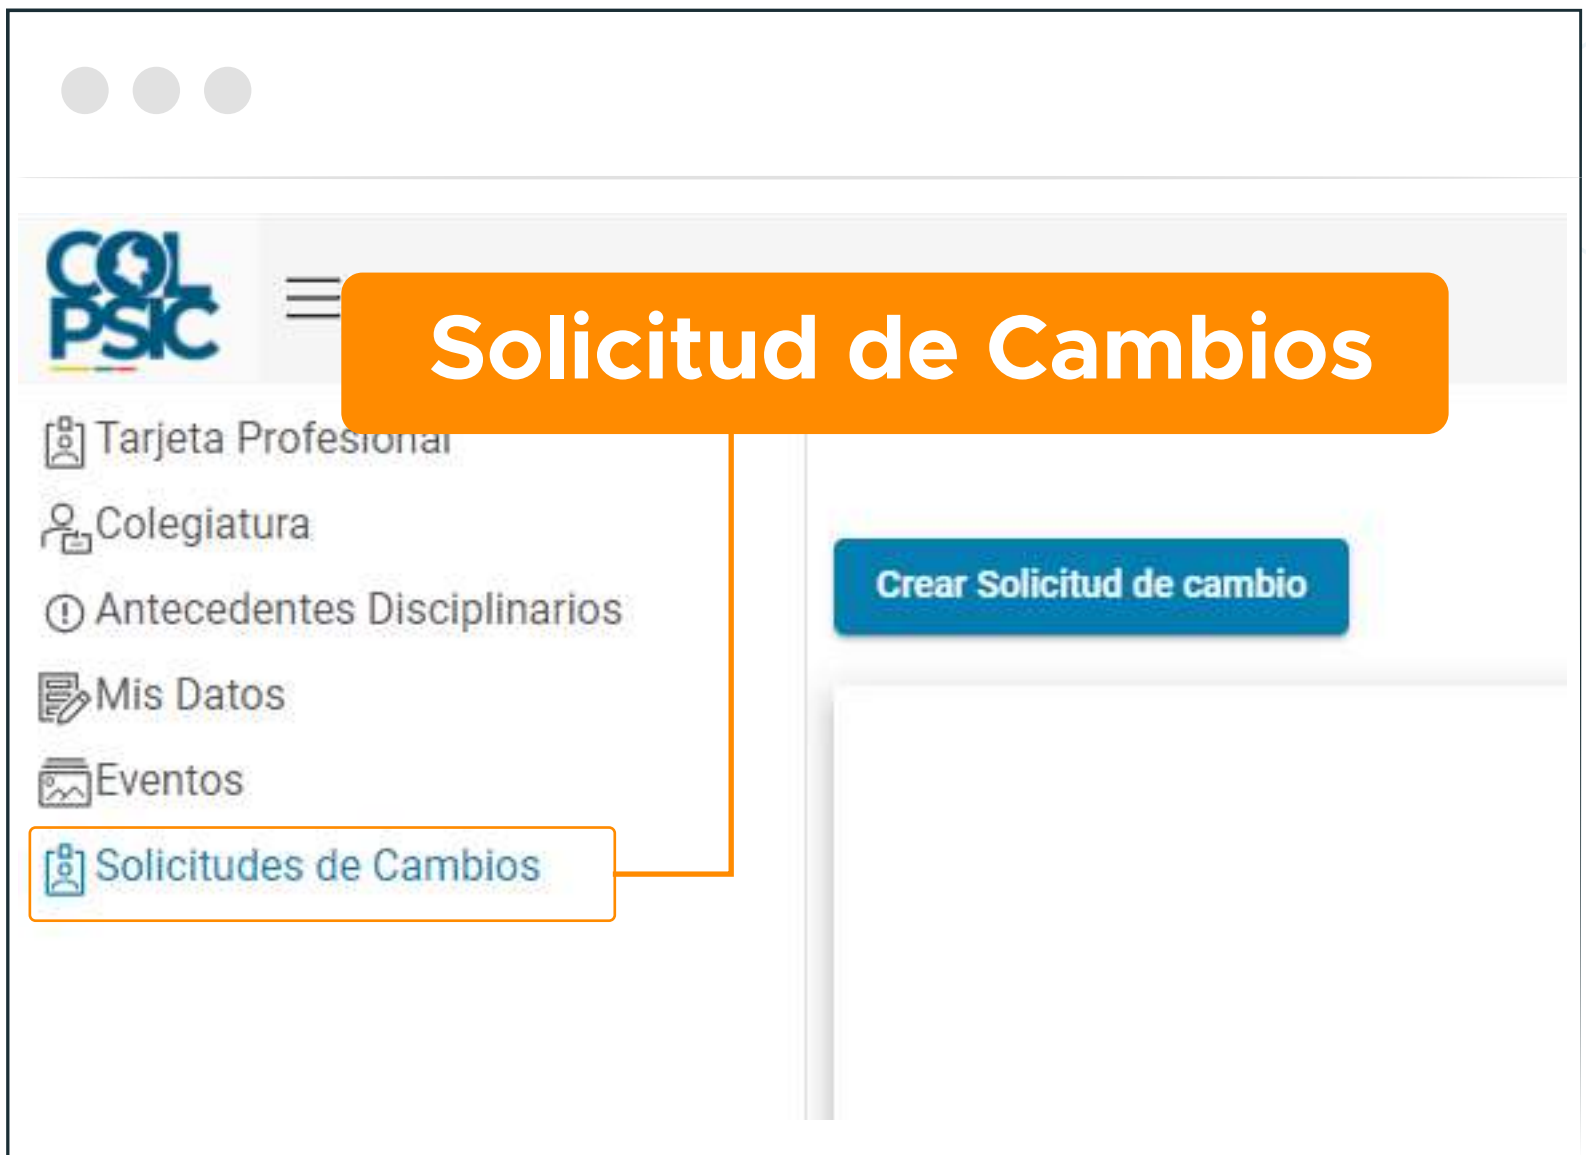 COL
PSIC
Solicitud de Cambios
Tarjeta Profesional
Colegiatura
Antecedentes Disciplinarios
Mis Datos
Eventos
Solicitudes de Cambios
Crear Solicitud de cambio